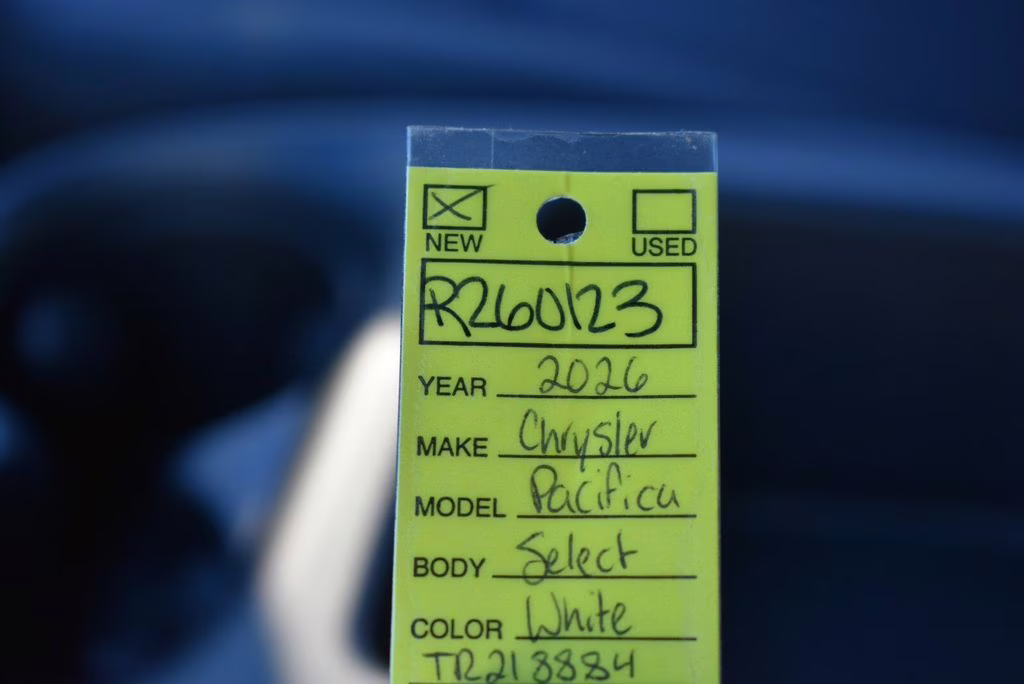 NEW USED
R260123
YEAR 2026
MAKE Chrysler
MODEL Pacifica
BODY Select
COLOR White
TR218884